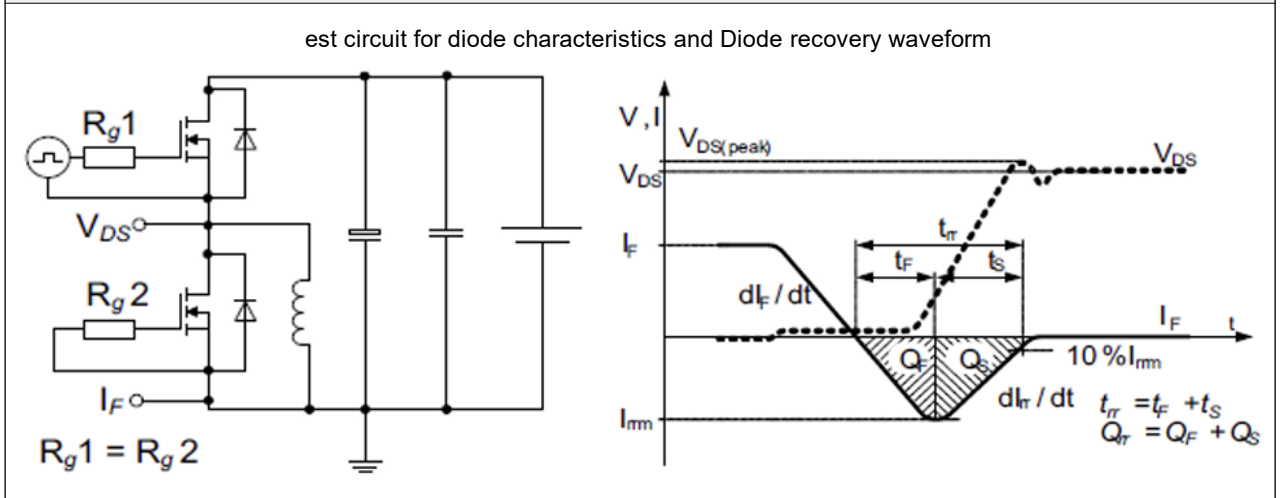 est circuit for diode characteristics and Diode recovery waveform
Rg1
VDS
Rg2
IF
Rg1 = Rg2
V,I
VDS(peak)
VDS
VDS
IF
trr
tF
tS
dIF/dt
IF
t
QF
QS
10%Irrm
Irrm
dIrr/dt
trr =tF +tS
Qrr =QF +QS